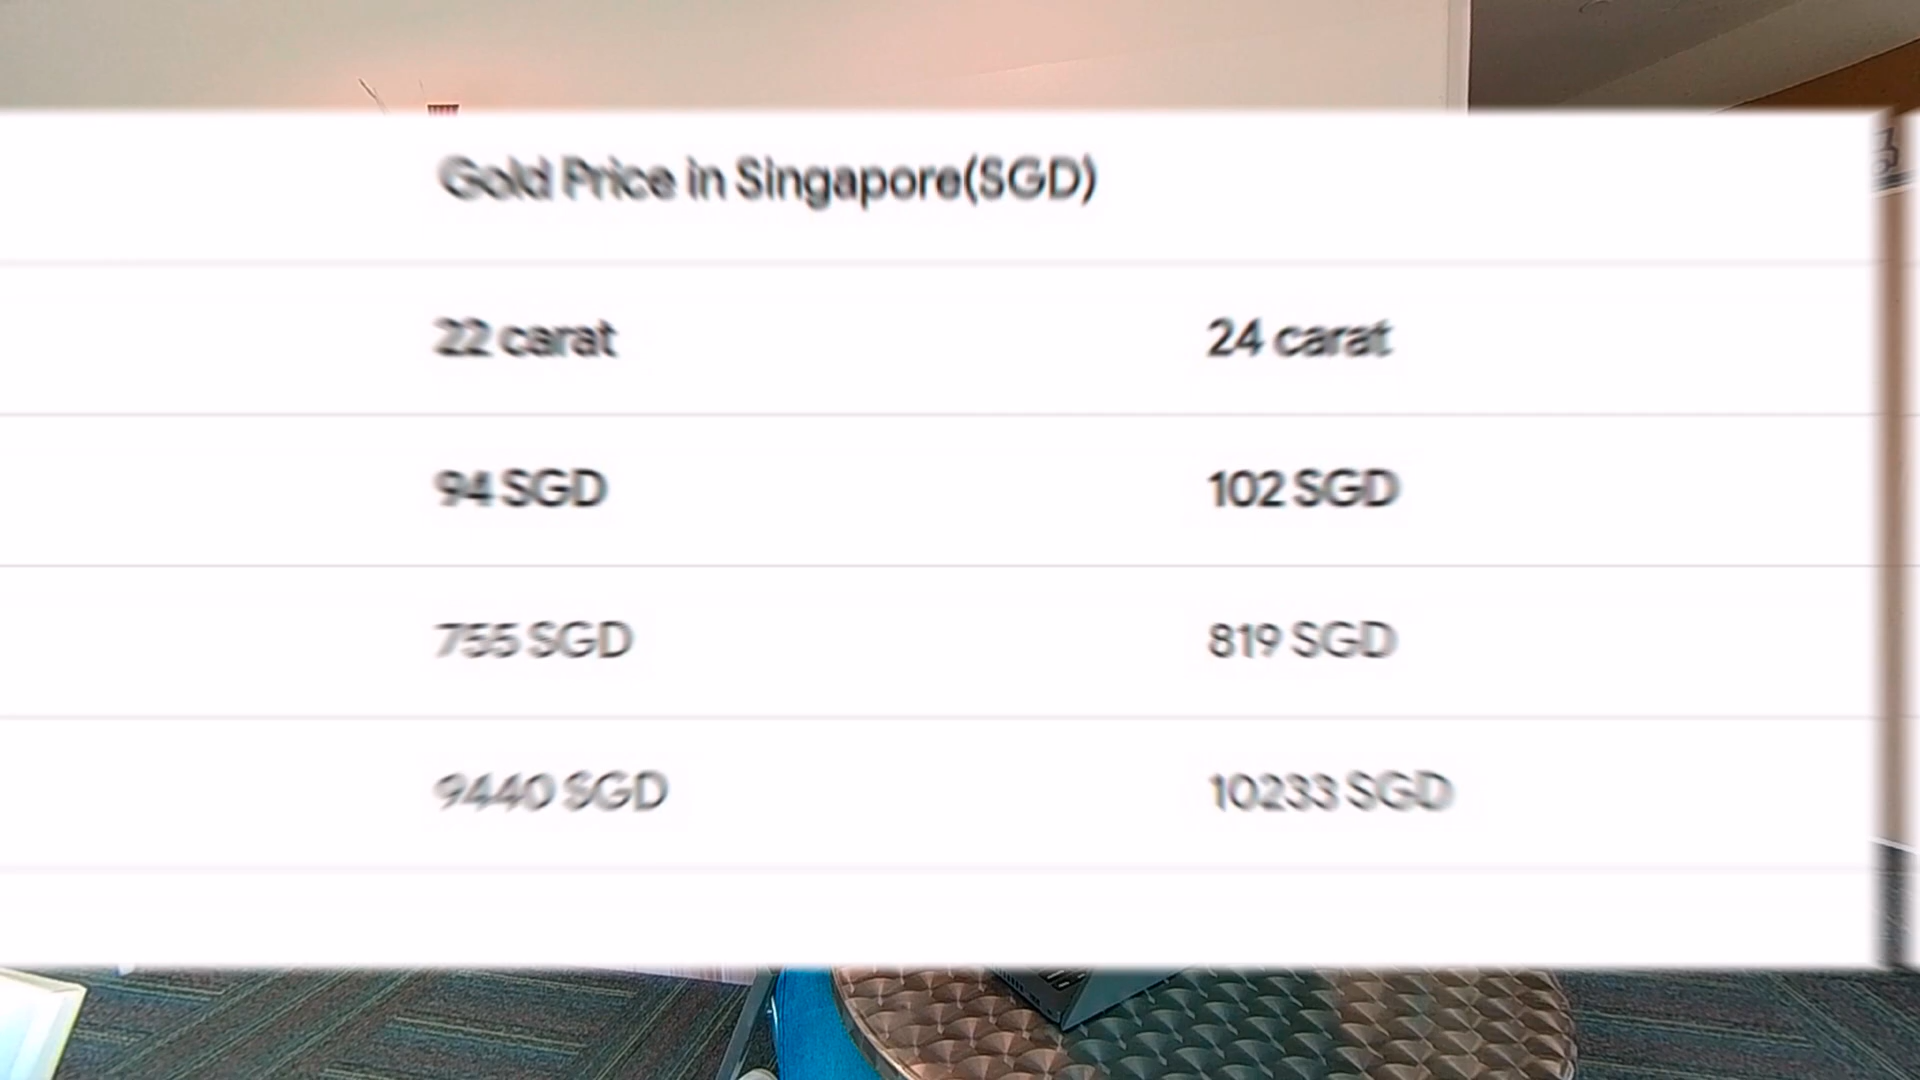 Gold Price in Singapore(SGD)
22 carat 24 carat
94 SGD 102 SGD
755 SGD 819 SGD
9440 SGD 10233 SGD